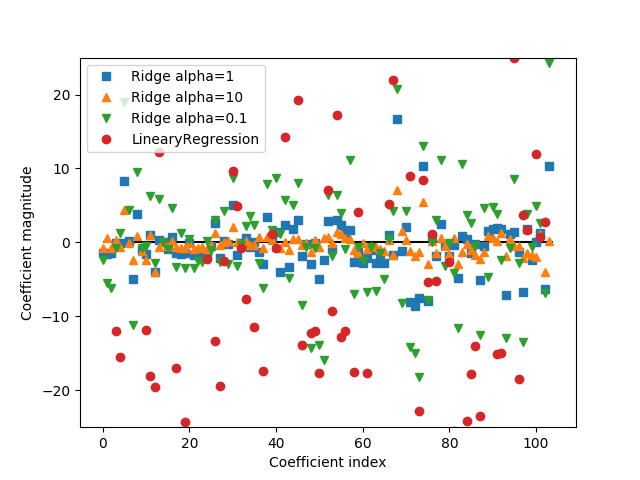 Ridge alpha=1
Ridge alpha=10
Ridge alpha=0.1
LinearyRegression
20
10
0
−10
−20
Coefficient magnitude
0
20
40
60
80
100
Coefficient index